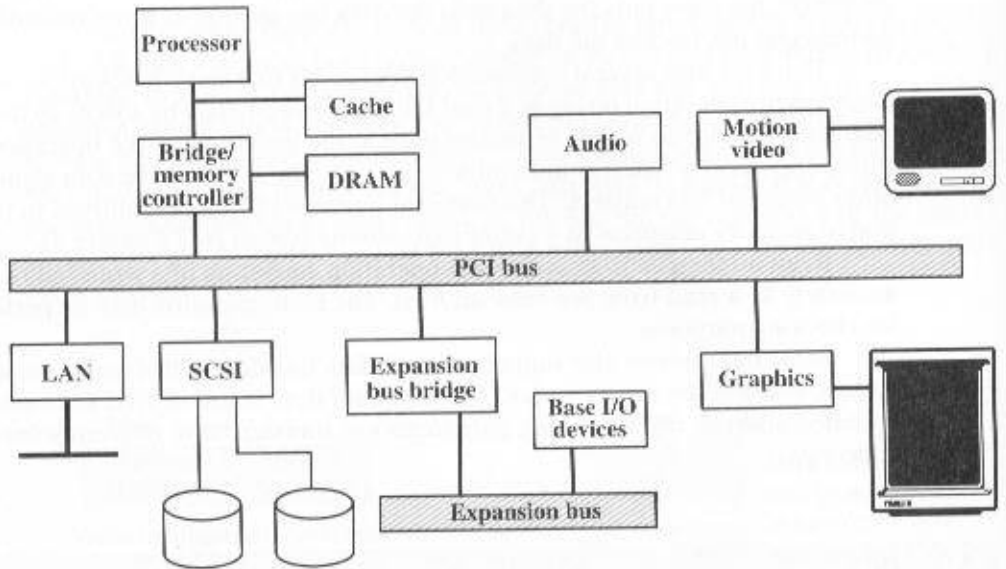 Processor
Cache
Bridge/
memory
controller
DRAM
Audio
Motion
video
PCI bus
LAN
SCSI
Expansion
bus bridge
Base I/O
devices
Graphics
Expansion bus